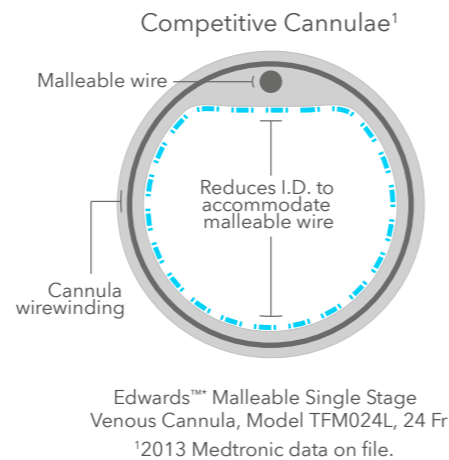 Competitive Cannulae¹
Malleable wire
Reduces I.D. to
accommodate
malleable wire
Cannula
wirewinding
Edwards™* Malleable Single Stage
Venous Cannula, Model TFM024L, 24 Fr
¹2013 Medtronic data on file.